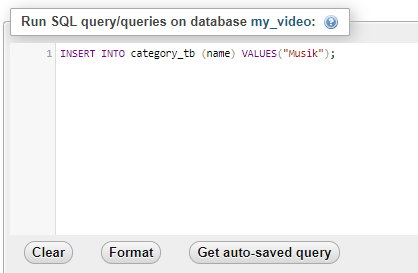 Run SQL query/queries on database my_video:
1 INSERT INTO category_tb (name) VALUES("Musik");
Clear Format Get auto-saved query